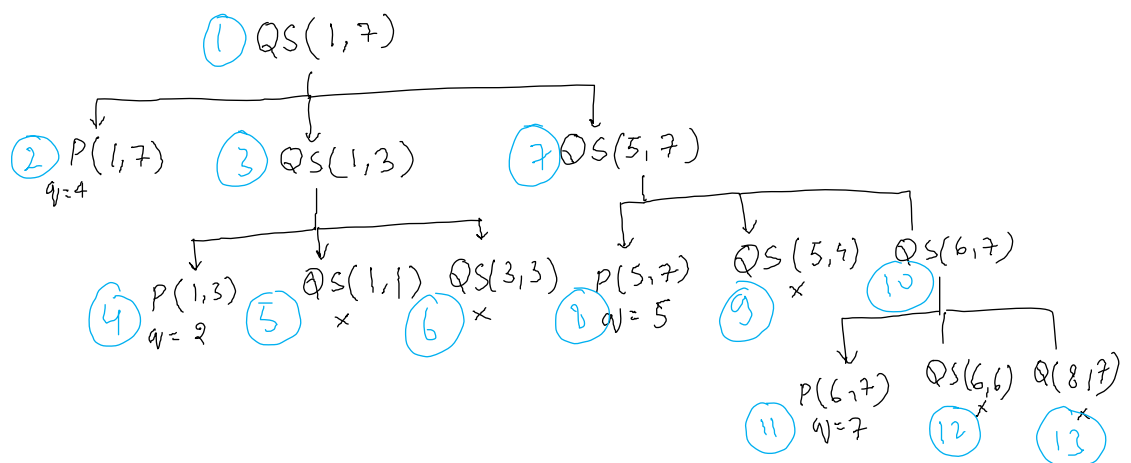 1 QS(1,7)
2 P(1,7) 3 QS(1,3) 7 QS(5,7)
q=4
4 P(1,3) 5 QS(1,1) 6 QS(3,3) 8 P(5,7) 9 QS(5,4) 10 QS(6,7)
q=2 x x q=5 x
11 P(6,7) 12 QS(6,6) 13 Q(8,7)
q=7 x x